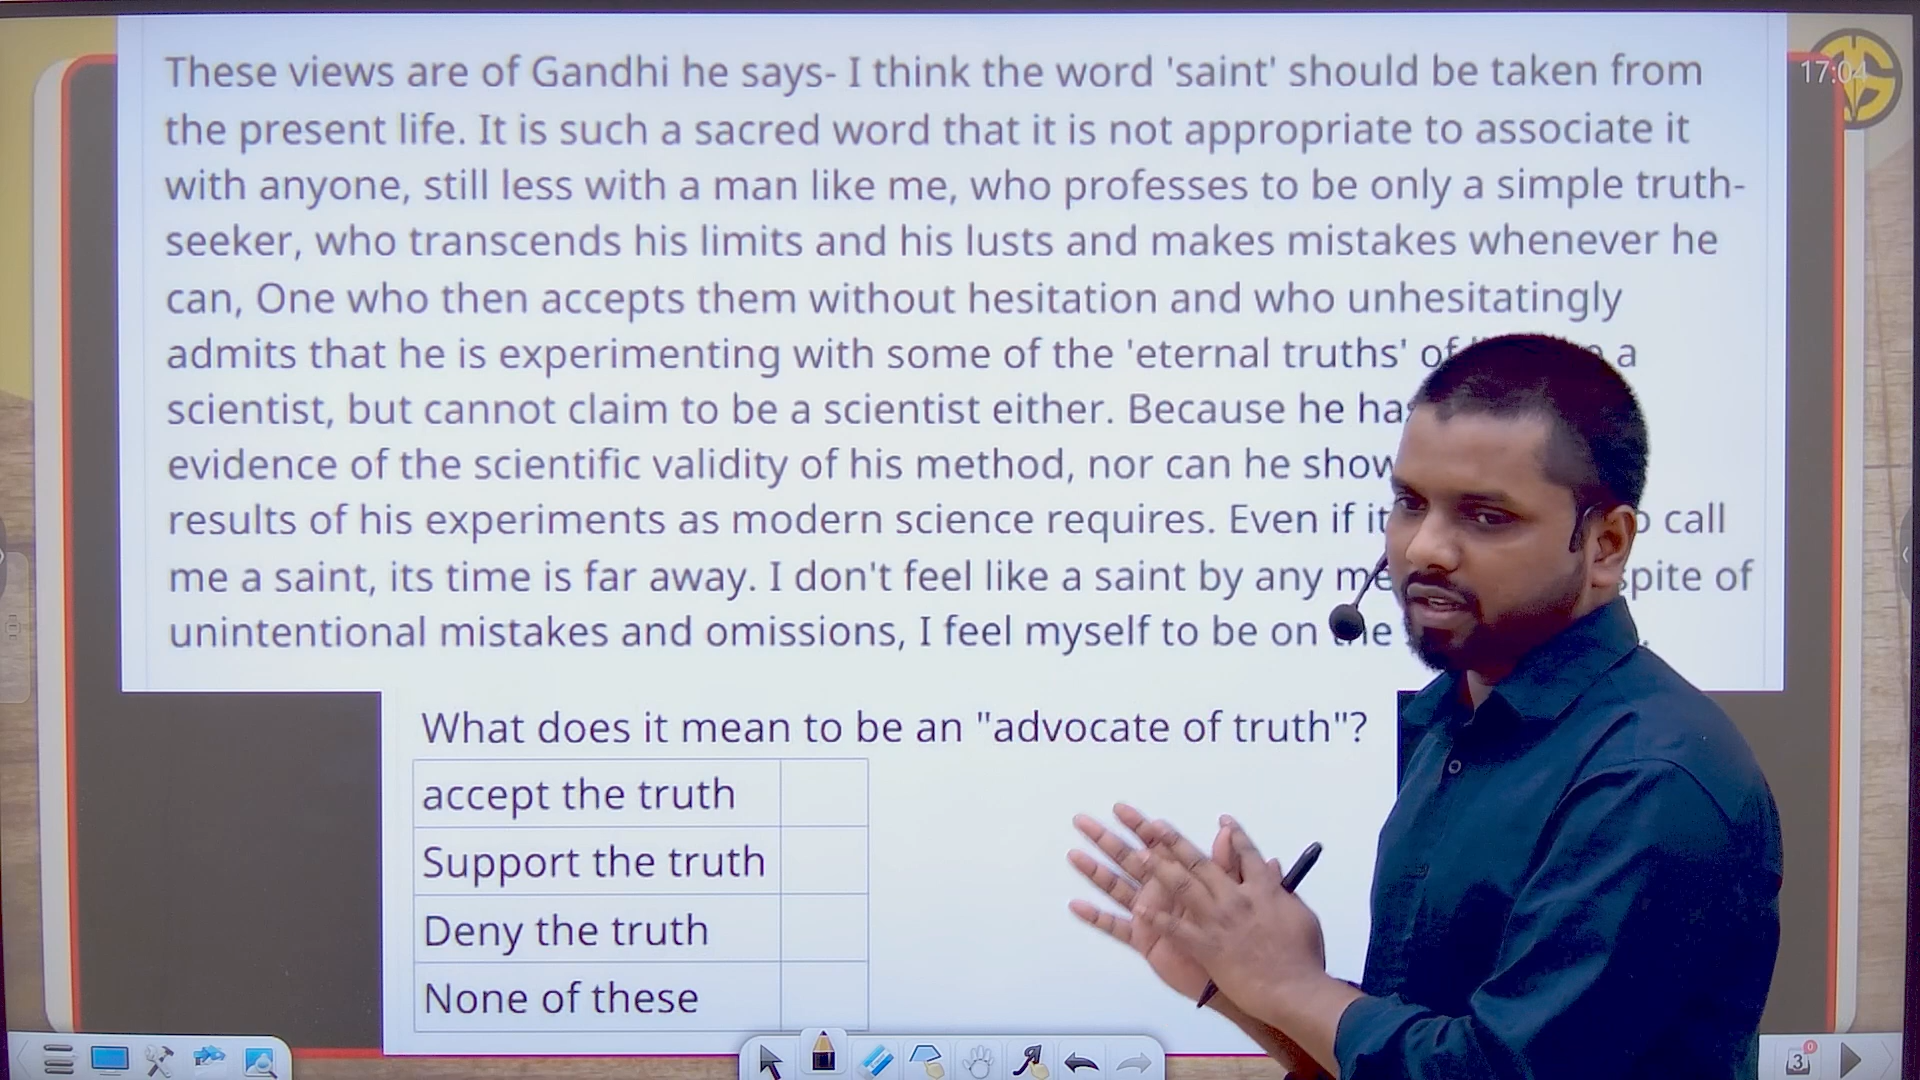 These views are of Gandhi he says- I think the word 'saint' should be taken from
17:04
the present life. It is such a sacred word that it is not appropriate to associate it
with anyone, still less with a man like me, who professes to be only a simple truth-
seeker, who transcends his limits and his lusts and makes mistakes whenever he
can, One who then accepts them without hesitation and who unhesitatingly
admits that he is experimenting with some of the 'eternal truths' of a
scientist, but cannot claim to be a scientist either. Because he has
evidence of the scientific validity of his method, nor can he show
results of his experiments as modern science requires. Even if it call
me a saint, its time is far away. I don't feel like a saint by any spite of
unintentional mistakes and omissions, I feel myself to be on the
What does it mean to be an "advocate of truth"?
accept the truth
Support the truth
Deny the truth
None of these
3
0